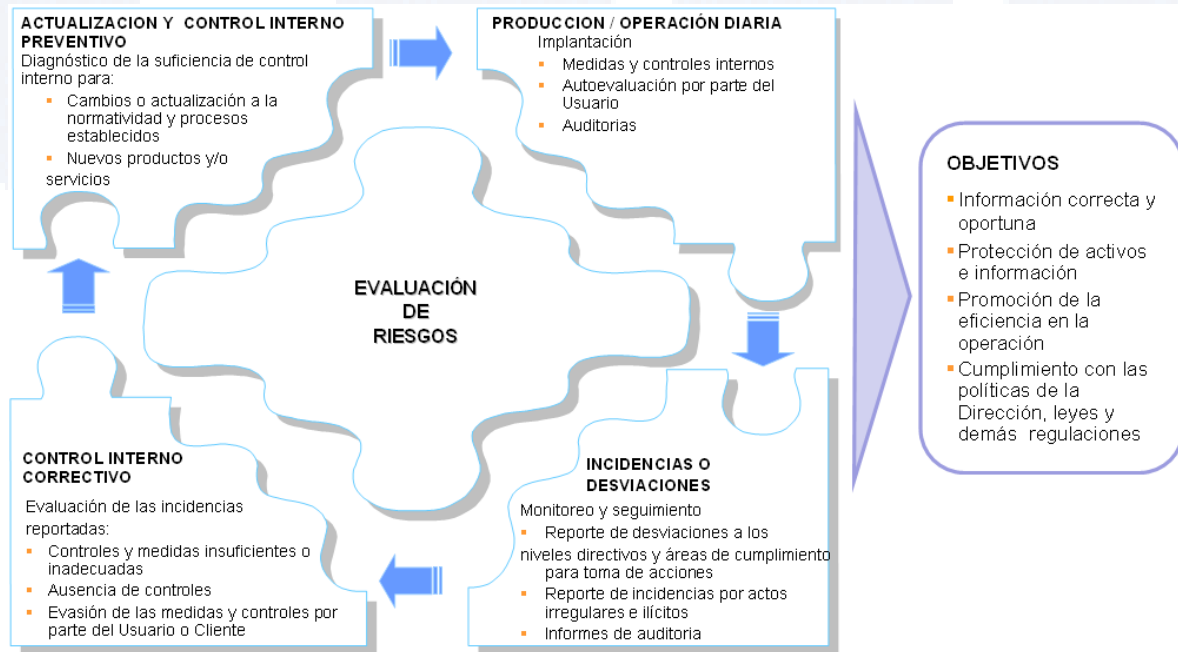 ACTUALIZACION Y CONTROL INTERNO
PREVENTIVO
Diagnóstico de la suficiencia de control
interno para:
▪ Cambios o actualización a la
normatividad y procesos
establecidos
▪ Nuevos productos y/o
servicios
PRODUCCION / OPERACIÓN DIARIA
Implantación
▪ Medidas y controles internos
▪ Autoevaluación por parte del
Usuario
▪ Auditorias
EVALUACIÓN
DE
RIESGOS
CONTROL INTERNO
CORRECTIVO
Evaluación de las incidencias
reportadas:
▪ Controles y medidas insuficientes o
inadecuadas
▪ Ausencia de controles
▪ Evasión de las medidas y controles por
parte del Usuario o Cliente
INCIDENCIAS O
DESVIACIONES
Monitoreo y seguimiento
▪ Reporte de desviaciones a los
niveles directivos y áreas de cumplimiento
para toma de acciones
▪ Reporte de incidencias por actos
irregulares e ilícitos
▪ Informes de auditoria
OBJETIVOS
▪ Información correcta y
oportuna
▪ Protección de activos
e información
▪ Promoción de la
eficiencia en la
operación
▪ Cumplimiento con las
políticas de la
Dirección, leyes y
demás regulaciones